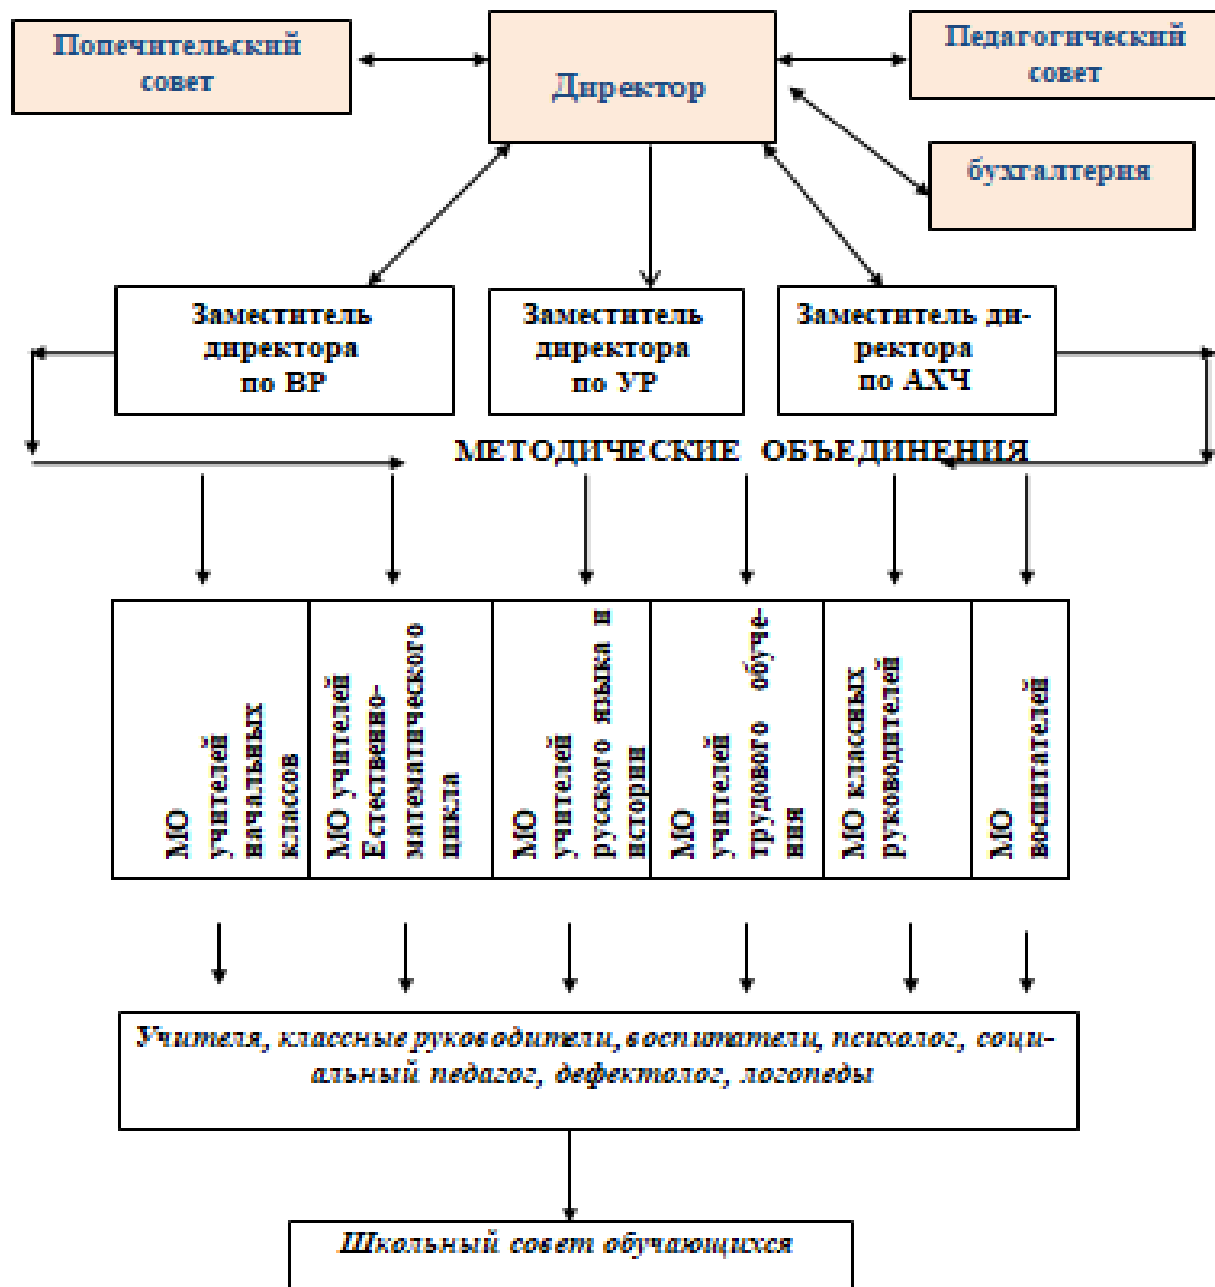 Попечительский
совет
Директор
Педагогический
совет
бухгалтерия
Заместитель
директора
по ВР
Заместитель
директора
по УР
Заместитель ди-
ректора
по АХЧ
МЕТОДИЧЕСКИЕ ОБЪЕДИНЕНИЯ
МО
учителей
начальных
классов
МО учителей
Естественно-
математического
цикла
МО
учителей
русского языка и
истории
МО
учителей
трудового обуче-
ния
МО классных
руководителей
МО
воспитателей
Учителя, классные руководители, воспитатели, психолог, соци-
альный педагог, дефектолог, логопеды
Школьный совет обучающихся